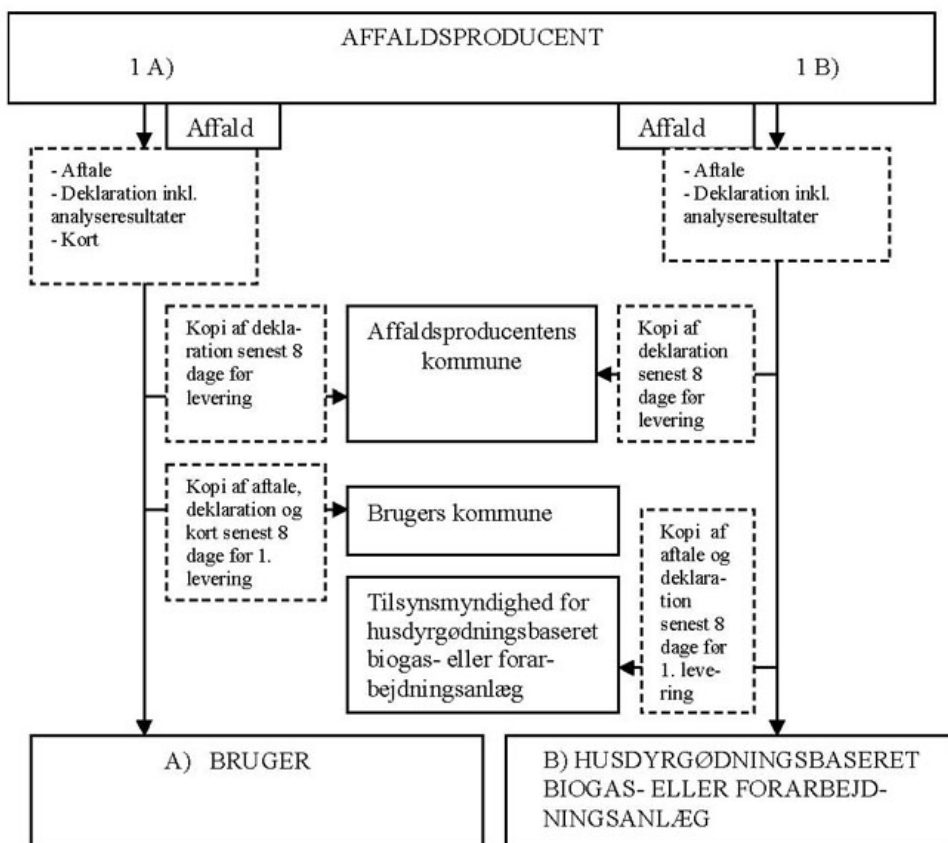 AFFALDSPRODUCENT
1 A)
1 B)
Affald
Affald
- Aftale
- Deklaration inkl.
analyseresultater
- Kort
- Aftale
- Deklaration inkl.
analyseresultater
Kopi af dekla-
ration senest 8
dage før
levering
Affaldsproducentens
kommune
Kopi af
deklaration
senest 8
dage før
levering
Kopi af aftale,
deklaration og
kort senest 8
dage før 1.
levering
Brugers kommune
Kopi af
aftale og
deklara-
tion
senest 8
dage før
1. leve-
ring
Tilsynsmyndighed for
husdyrgødningsbaseret
biogas- eller forar-
bejdningsanlæg
A) BRUGER
B) HUSDYRGØDNINGSBASERET
BIOGAS- ELLER FORARBEJD-
NINGSANLÆG